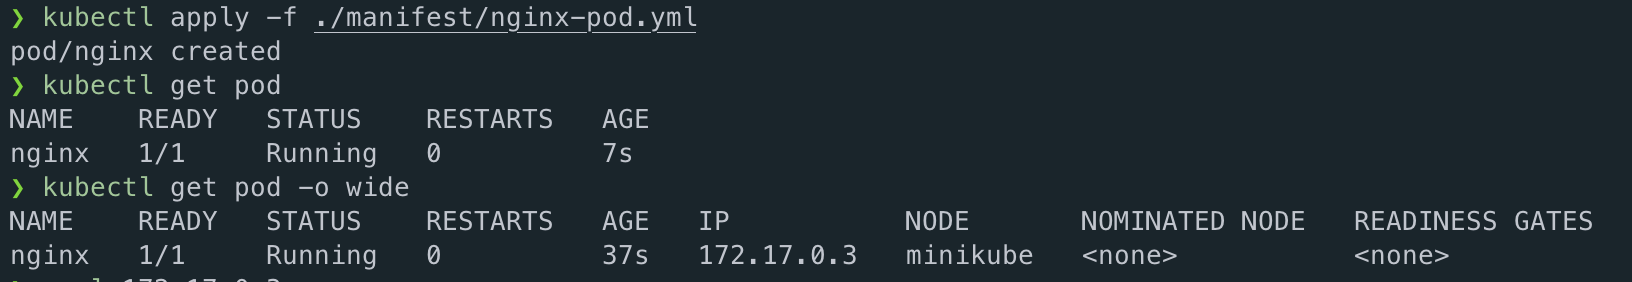 ❯ kubectl apply -f ./manifest/nginx-pod.yml
pod/nginx created
❯ kubectl get pod
NAME    READY   STATUS    RESTARTS   AGE
nginx   1/1     Running   0          7s
❯ kubectl get pod -o wide
NAME    READY   STATUS    RESTARTS   AGE   IP           NODE       NOMINATED NODE   READINESS GATES
nginx   1/1     Running   0          37s   172.17.0.3   minikube   <none>           <none>